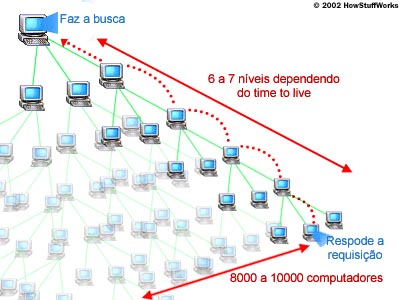 © 2002 HowStuffWorks
Faz a busca
6 a 7 níveis dependendo
do time to live
Respode a
requisição
8000 a 10000 computadores